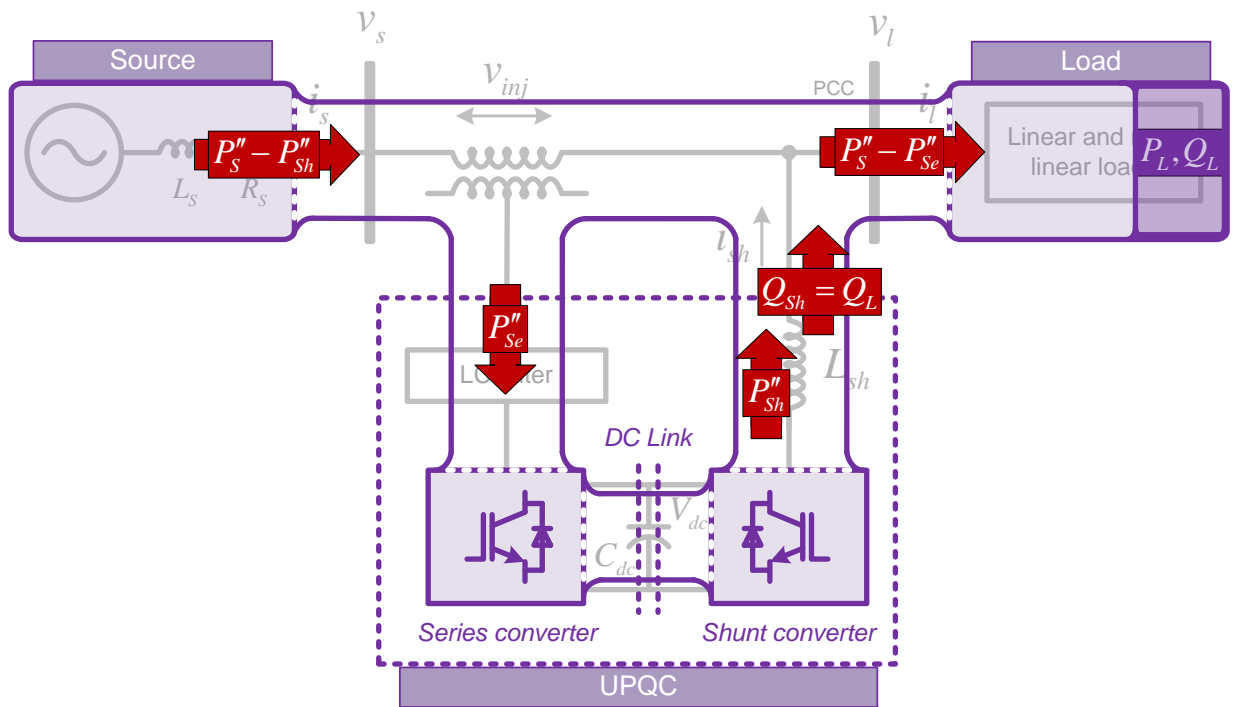 v_s
v_l
Source
Load
v_inj
PCC
i_s
i_l
P''_S − P''_Sh
P''_S − P''_Se
Linear and
linear loa
P_L, Q_L
L_S
R_S
i_sh
Q_Sh = Q_L
P''_Se
L_sh
P''_Sh
DC Link
V_dc
C_dc
Series converter
Shunt converter
UPQC